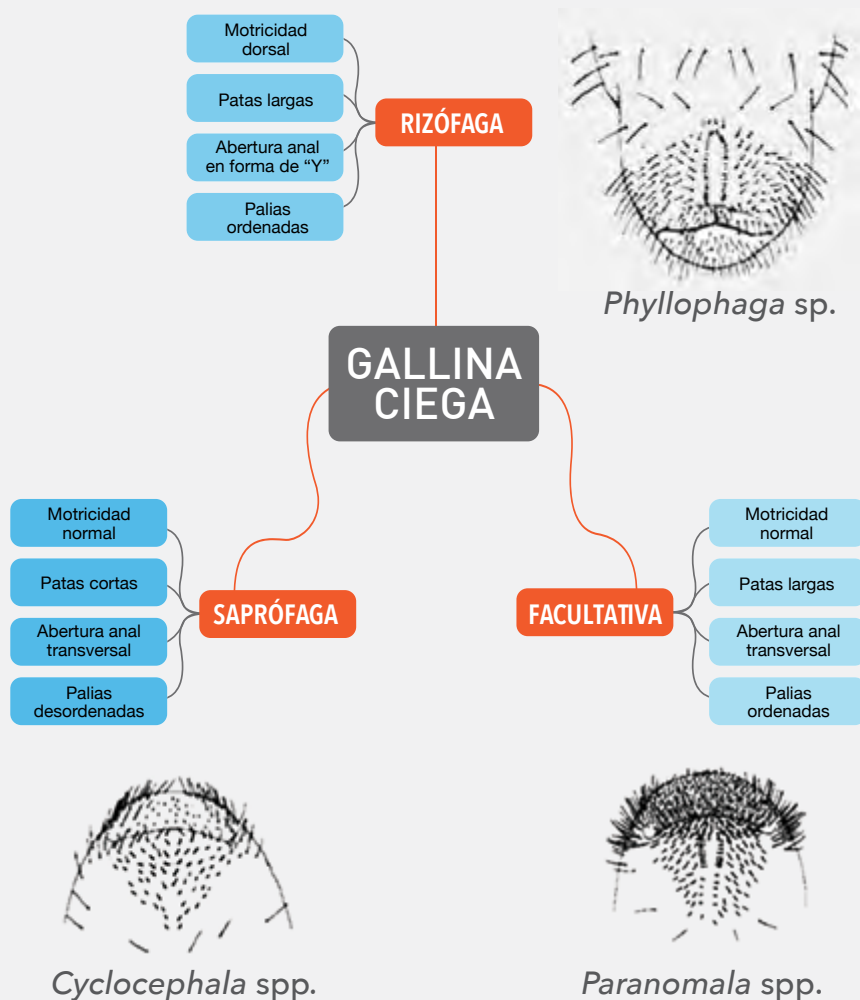 Motricidad
dorsal
Patas largas
Abertura anal
en forma de “Y”
Palias
ordenadas
RIZÓFAGA
Phyllophaga sp.
GALLINA
CIEGA
Motricidad
normal
Patas cortas
Abertura anal
transversal
Palias
desordenadas
SAPRÓFAGA
FACULTATIVA
Motricidad
normal
Patas largas
Abertura anal
transversal
Palias
ordenadas
Cyclocephala spp.
Paranomala spp.